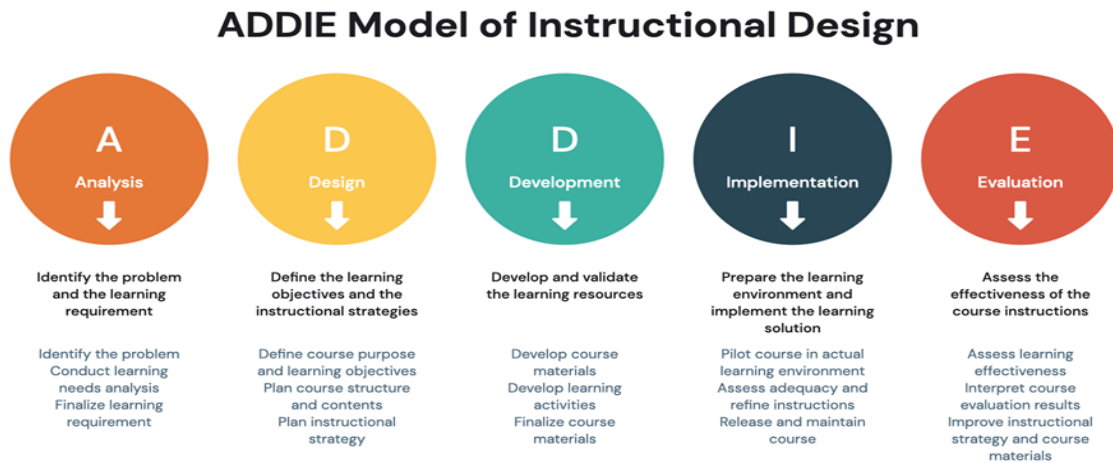 ADDIE Model of Instructional Design
A
Analysis
Identify the problem
and the learning
requirement
Identify the problem
Conduct learning
needs analysis
Finalize learning
requirement
D
Design
Define the learning
objectives and the
instructional strategies
Define course purpose
and learning objectives
Plan course structure
and contents
Plan instructional
strategy
D
Development
Develop and validate
the learning resources
Develop course
materials
Develop learning
activities
Finalize course
materials
I
Implementation
Prepare the learning
environment and
implement the learning
solution
Pilot course in actual
learning environment
Assess adequacy and
refine instructions
Release and maintain
course
E
Evaluation
Assess the
effectiveness of the
course instructions
Assess learning
effectiveness
Interpret course
evaluation results
Improve instructional
strategy and course
materials